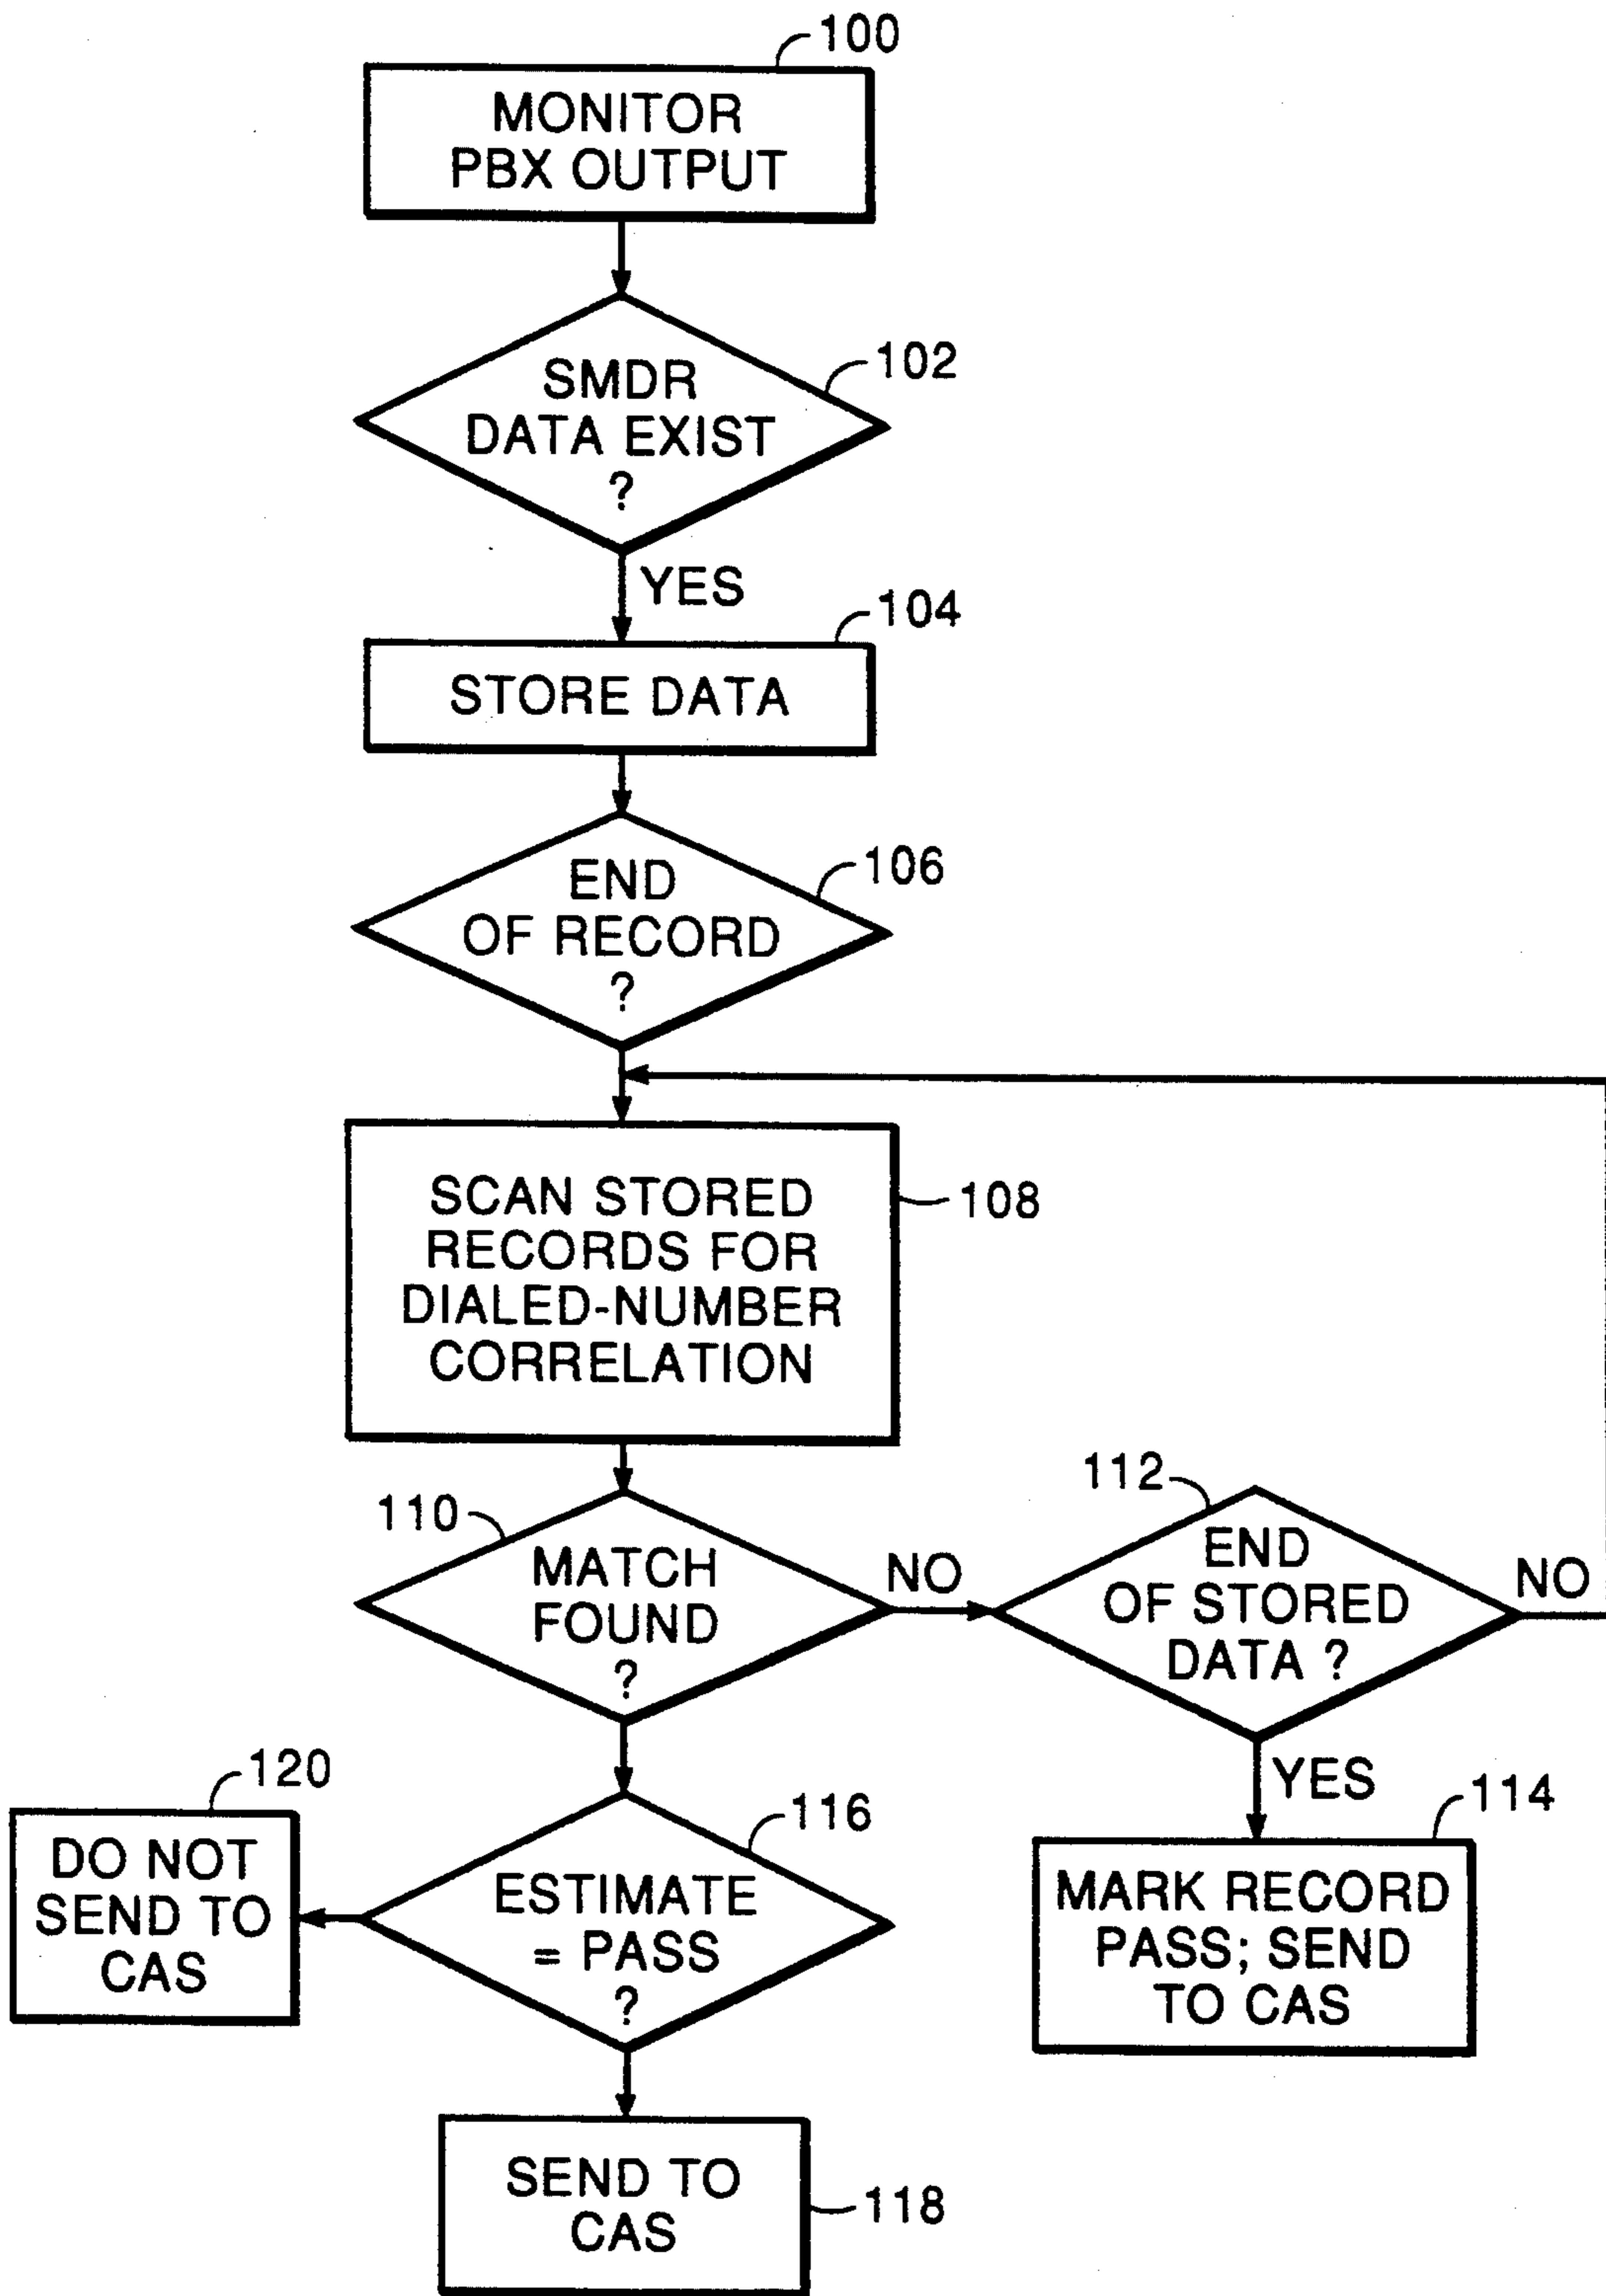 100
MONITOR
PBX OUTPUT
102
SMDR
DATA EXIST
?
YES
104
STORE DATA
106
END
OF RECORD
?
108
SCAN STORED
RECORDS FOR
DIALED-NUMBER
CORRELATION
110
MATCH
FOUND
?
NO
112
END
OF STORED
DATA ?
NO
YES
114
MARK RECORD
PASS; SEND
TO CAS
116
ESTIMATE
= PASS
?
120
DO NOT
SEND TO
CAS
118
SEND TO
CAS